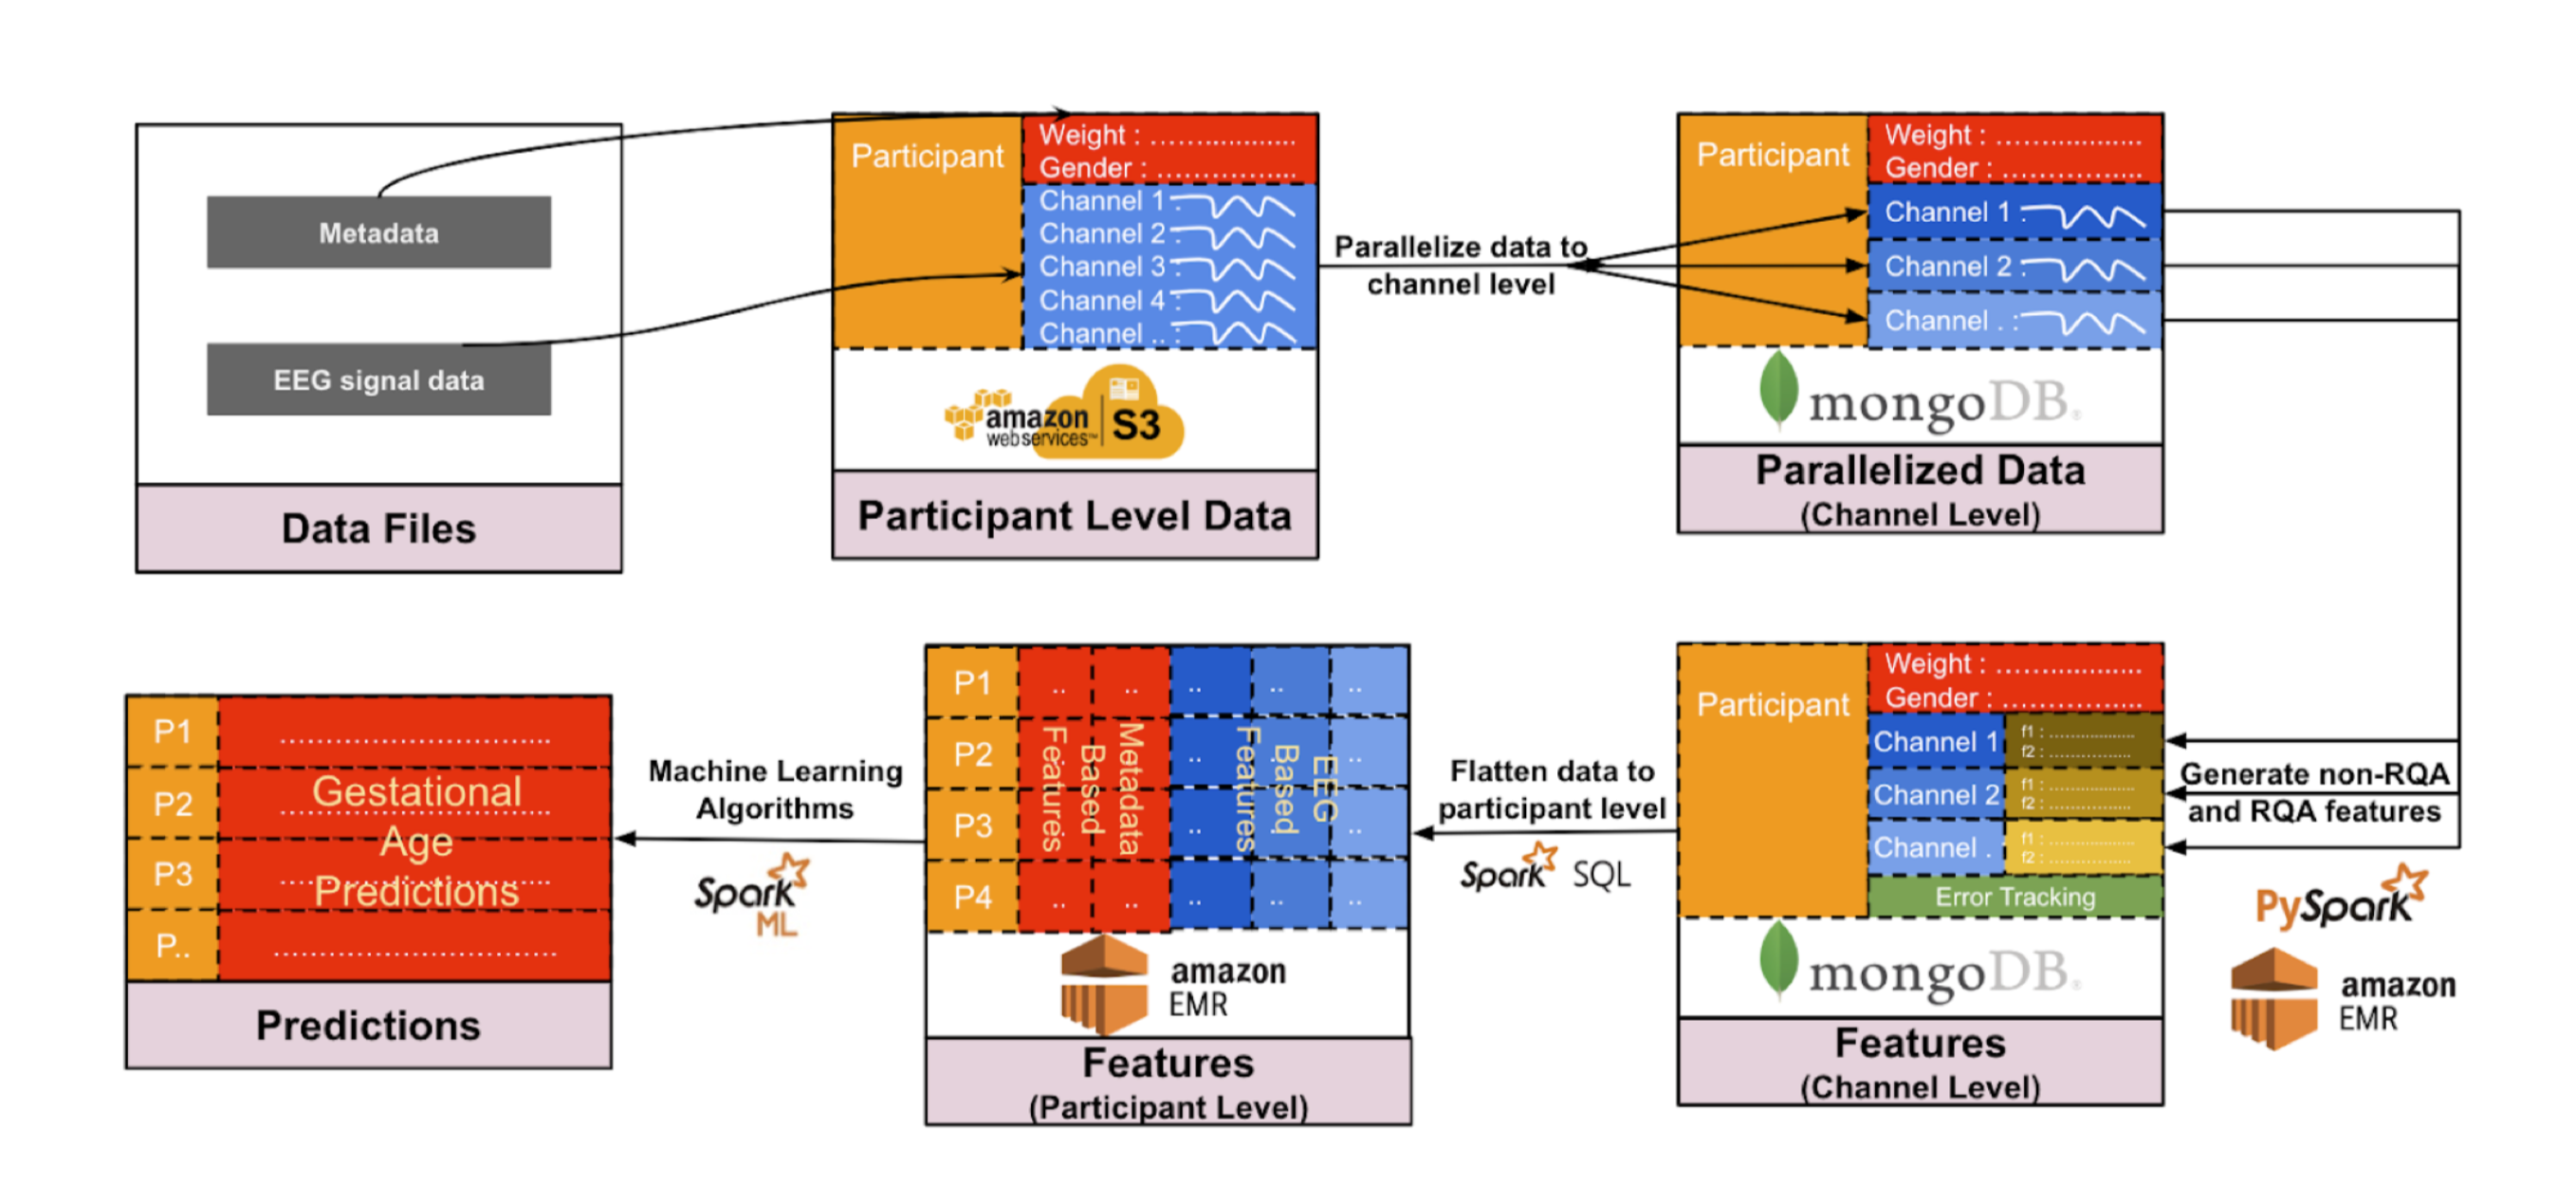 Metadata
EEG signal data
Data Files
Participant
Weight : ...................
Gender : ..................
Channel 1 :
Channel 2 :
Channel 3 :
Channel 4 :
Channel .. :
amazon
web services™
S3
Participant Level Data
Parallelize data to
channel level
Participant
Weight : ...................
Gender : ..................
Channel 1 :
Channel 2 :
Channel . :
mongoDB®
Parallelized Data
(Channel Level)
P1
P2
P3
P..
Gestational
Age
Predictions
Predictions
Machine Learning
Algorithms
Spark
ML
P1
P2
P3
P4
Metadata
Based
Features
EEG
Based
Features
amazon
EMR
Features
(Participant Level)
Flatten data to
participant level
Spark SQL
Participant
Weight : ...................
Gender : ..................
Channel 1
f1 : ..................
f2 : ..................
Channel 2
f1 : ..................
f2 : ..................
Channel .
f1 : ..................
f2 : ..................
Error Tracking
mongoDB®
Features
(Channel Level)
Generate non-RQA
and RQA features
PySpark
amazon
EMR